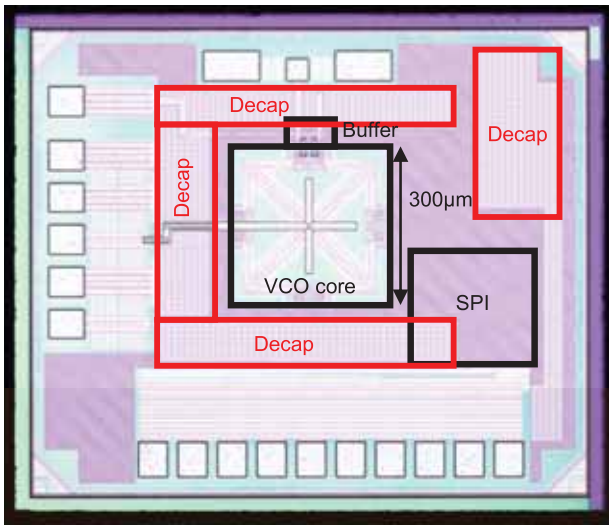 Decap
Buffer
Decap
Decap
300μm
VCO core
SPI
Decap